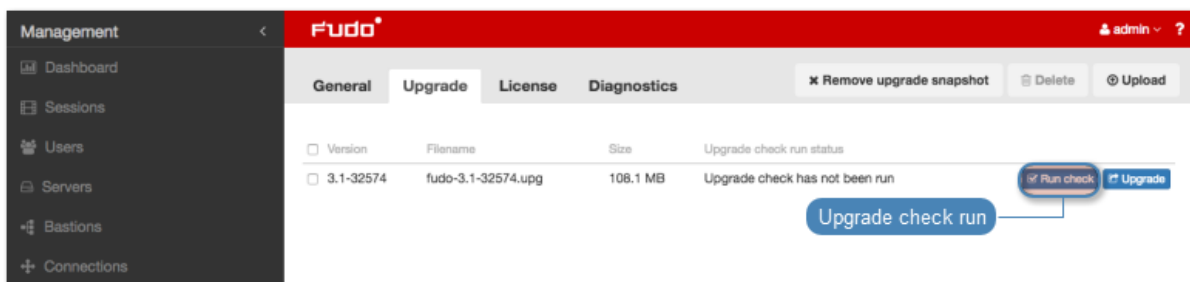 Management
FUDO
admin ?
Dashboard
General Upgrade License Diagnostics
Remove upgrade snapshot Delete Upload
Sessions
Users
Version Filename Size Upgrade check run status
3.1-32574 fudo-3.1-32574.upg 108.1 MB Upgrade check has not been run Run check Upgrade
Servers
Upgrade check run
Bastions
Connections